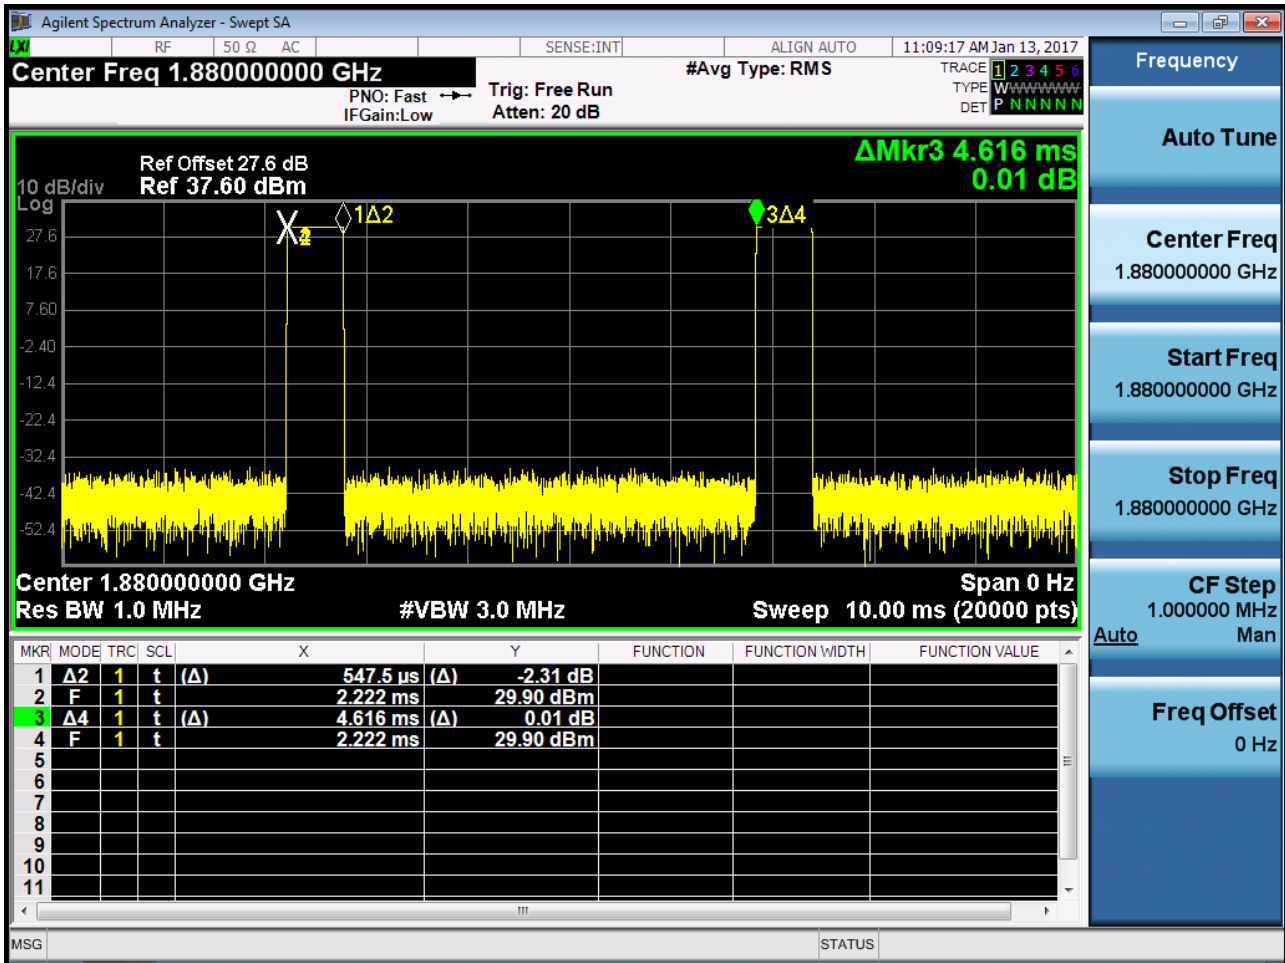 Agilent Spectrum Analyzer - Swept SA
LXI RF 50 Ω AC SENSE:INT ALIGN AUTO 11:09:17 AM Jan 13, 2017
Center Freq 1.880000000 GHz
PNO: Fast
IFGain:Low
Trig: Free Run
Atten: 20 dB
#Avg Type: RMS
TRACE 1 2 3 4 5 6
TYPE WWWWWW
DET P N N N N N
ΔMkr3 4.616 ms
0.01 dB
Ref Offset 27.6 dB
10 dB/div Ref 37.60 dBm
Log
1Δ2
3Δ4
27.6
17.6
7.60
-2.40
-12.4
-22.4
-32.4
-42.4
-52.4
Center 1.880000000 GHz Span 0 Hz
Res BW 1.0 MHz #VBW 3.0 MHz Sweep 10.00 ms (20000 pts)
MKR MODE TRC SCL X Y FUNCTION FUNCTION WIDTH FUNCTION VALUE
1 Δ2 1 t (Δ) 547.5 µs (Δ) -2.31 dB
2 F 1 t 2.222 ms 29.90 dBm
3 Δ4 1 t (Δ) 4.616 ms (Δ) 0.01 dB
4 F 1 t 2.222 ms 29.90 dBm
5
6
7
8
9
10
11
MSG STATUS
Frequency
Auto Tune
Center Freq
1.880000000 GHz
Start Freq
1.880000000 GHz
Stop Freq
1.880000000 GHz
CF Step
1.000000 MHz
Auto Man
Freq Offset
0 Hz